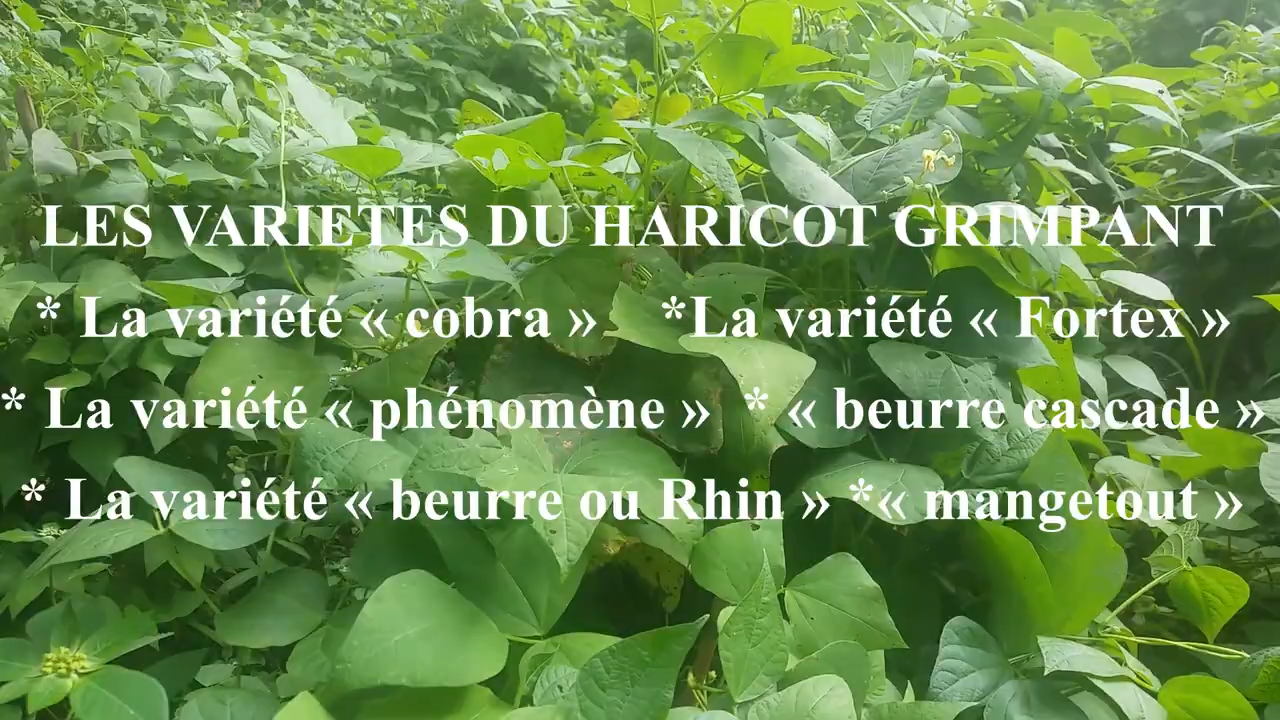 LES VARIETES DU HARICOT GRIMPANT
* La variété « cobra » *La variété « Fortex »
* La variété « phénomène » * « beurre cascade »
* La variété « beurre ou Rhin » *« mangetout »